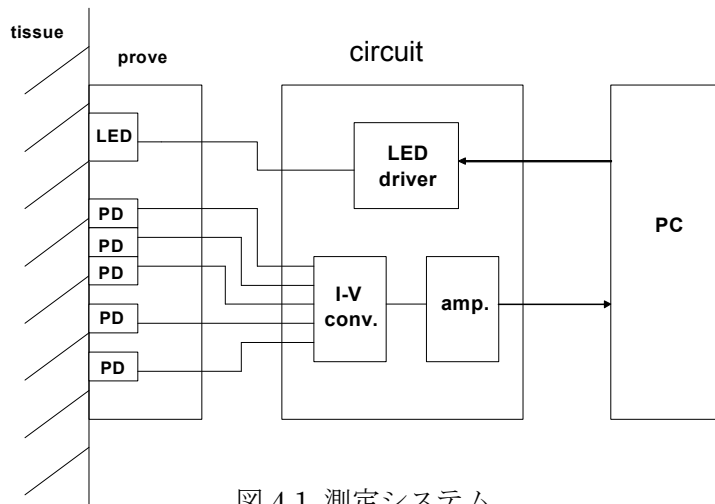 tissue
prove
circuit
LED
LED
driver
PD
PD
PD
PD
PD
I-V
conv.
amp.
PC
図 4.1 測定システム